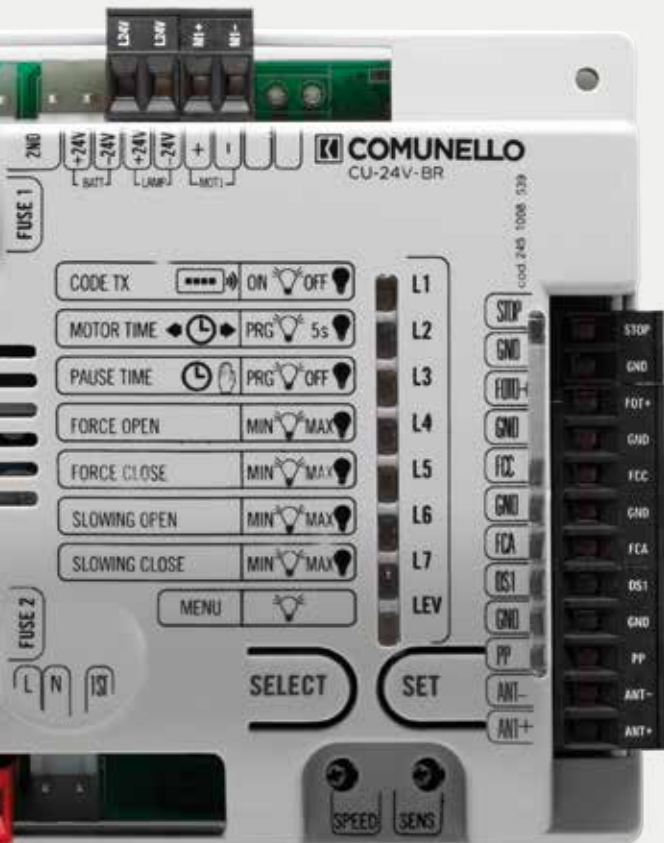 L24V L24V M1+ M1-
2ND +24V -24V +24V -24V + -
BATT LAMP MOT1
COMUNELLO
CU-24V-BR
cod. 245 1008 539
FUSE 1
CODE TX ON OFF L1
MOTOR TIME PRG 5s L2
PAUSE TIME PRG OFF L3
FORCE OPEN MIN MAX L4
FORCE CLOSE MIN MAX L5
SLOWING OPEN MIN MAX L6
SLOWING CLOSE MIN MAX L7
MENU LEV
FUSE 2
L N 1ST
SELECT SET
SPEED SENS
STOP STOP
GND GND
FOTO+ FOT+
GND GND
FCC FCC
GND GND
FCA FCA
DS1 DS1
GND GND
PP PP
ANT- ANT-
ANT+ ANT+